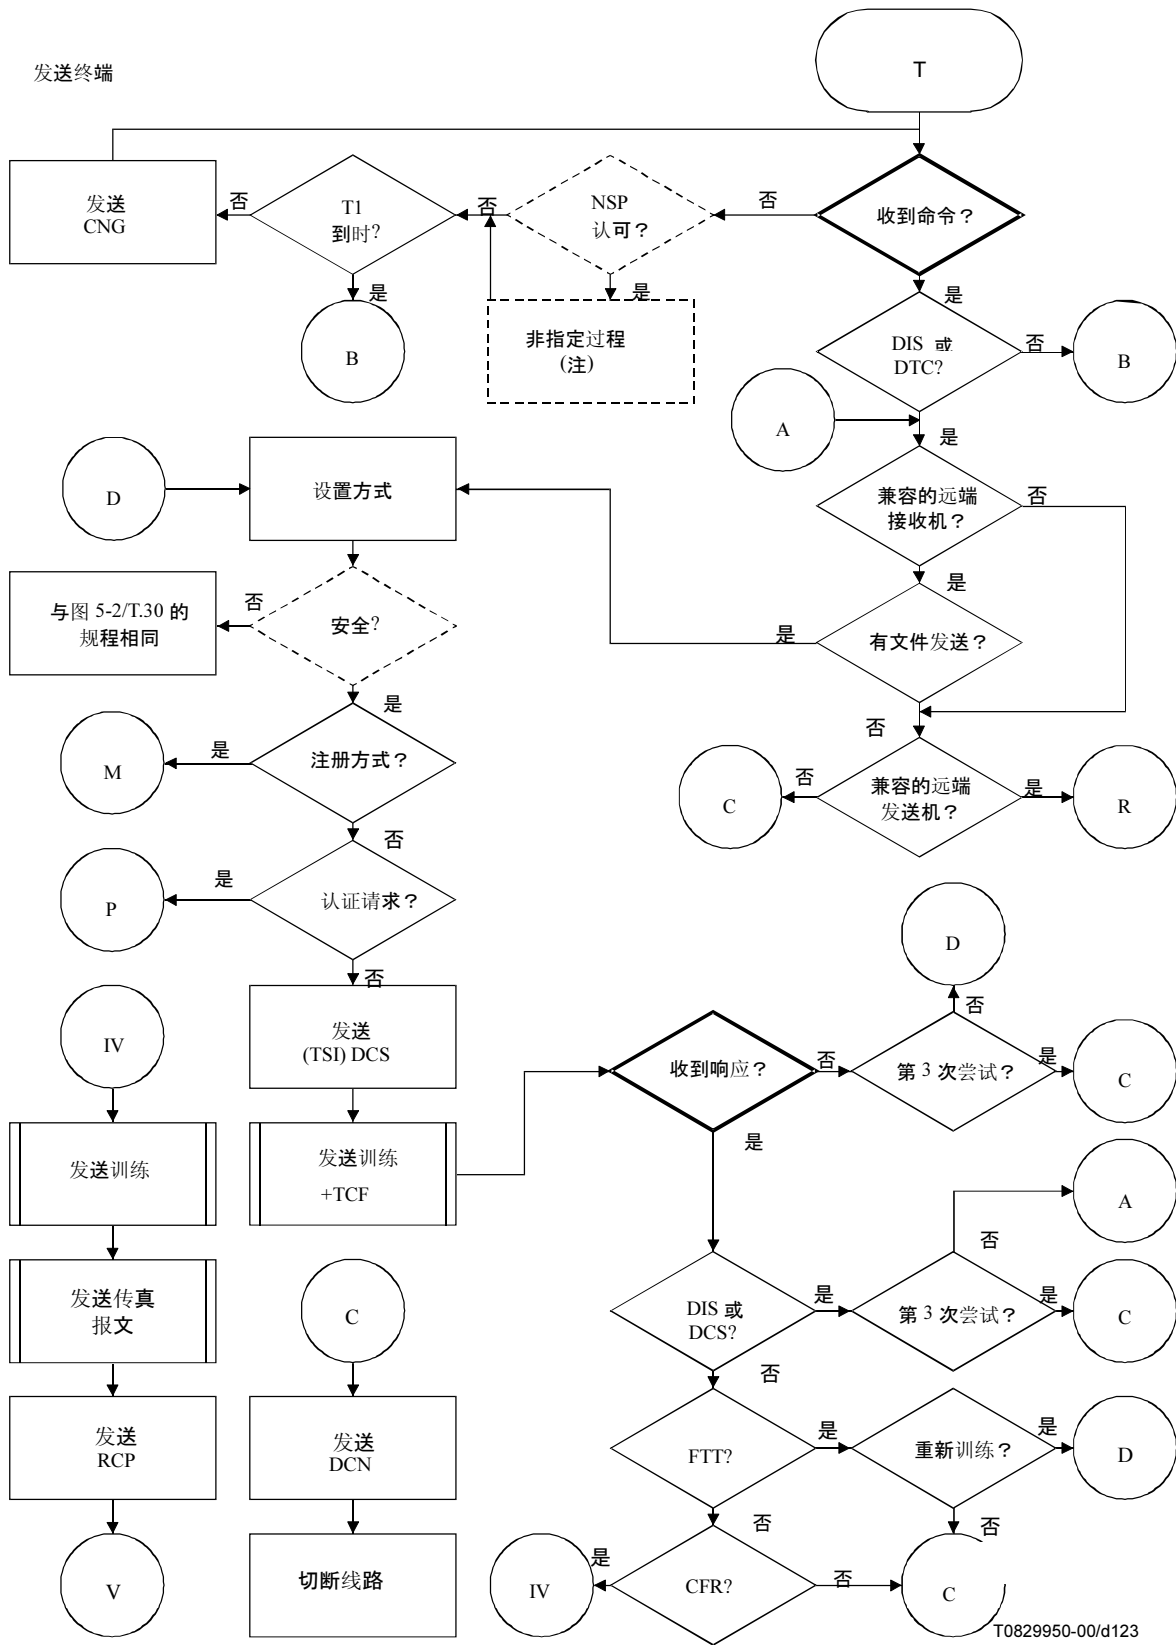 发送终端
T
发送
CNG
否
T1
到时?
否
NSP
认可？
否
收到命令？
是
B
是
非指定过程
(注)
是
DIS 或
DTC?
否
B
A
是
D
设置方式
兼容的远端
接收机？
否
是
与图 5-2/T.30 的
规程相同
否
安全?
是
有文件发送？
是
M
是
注册方式？
否
C
否
兼容的远端
发送机？
是
R
否
P
是
认证请求？
D
否
IV
发送
(TSI) DCS
收到响应？
否
否
第 3 次尝试？
是
C
是
发送训练
发送训练
+TCF
A
否
发送传真
报文
C
DIS 或
DCS?
是
第 3 次尝试？
是
C
否
发送
RCP
发送
DCN
FTT?
是
重新训练？
是
D
否
否
V
切断线路
IV
是
CFR?
否
C
T0829950-00/d123